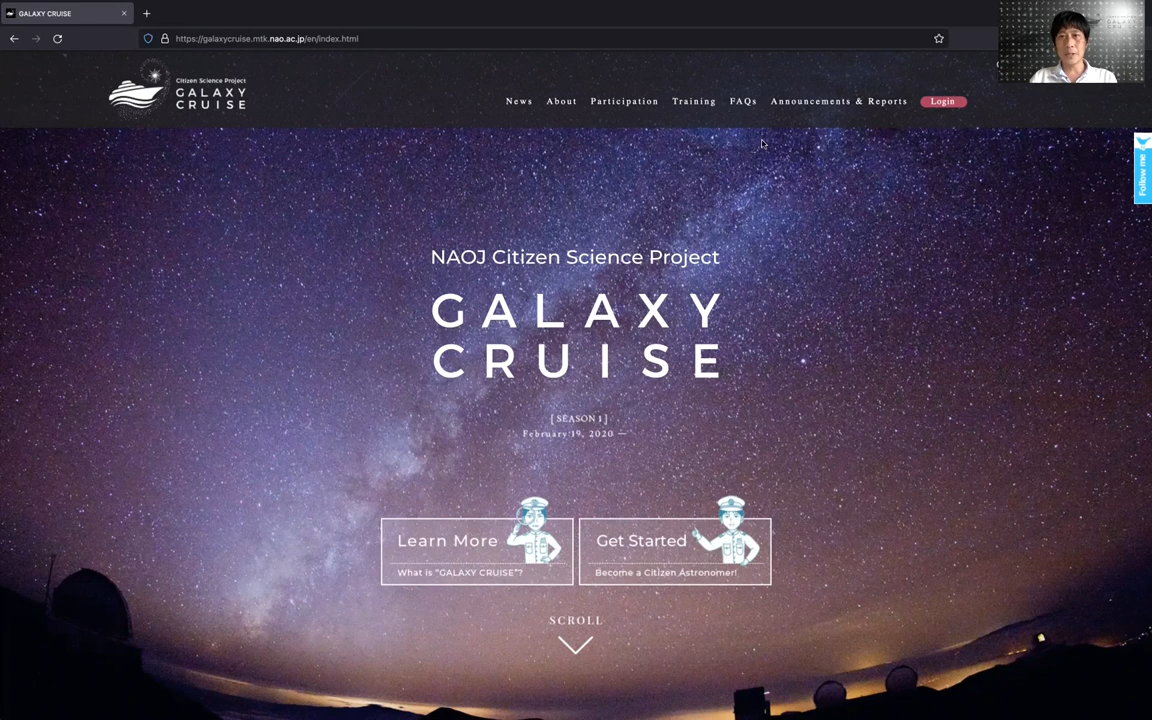 GALAXY CRUISE
https://galaxycruise.mtk.nao.ac.jp/en/index.html
Citizen Science Project
GALAXY
CRUISE
News About Participation Training FAQs Announcements & Reports Login
Follow me
NAOJ Citizen Science Project
GALAXY
CRUISE
[ SEASON 1 ]
February 19, 2020 —
Learn More
What is "GALAXY CRUISE"?
Get Started
Become a Citizen Astronomer!
SCROLL